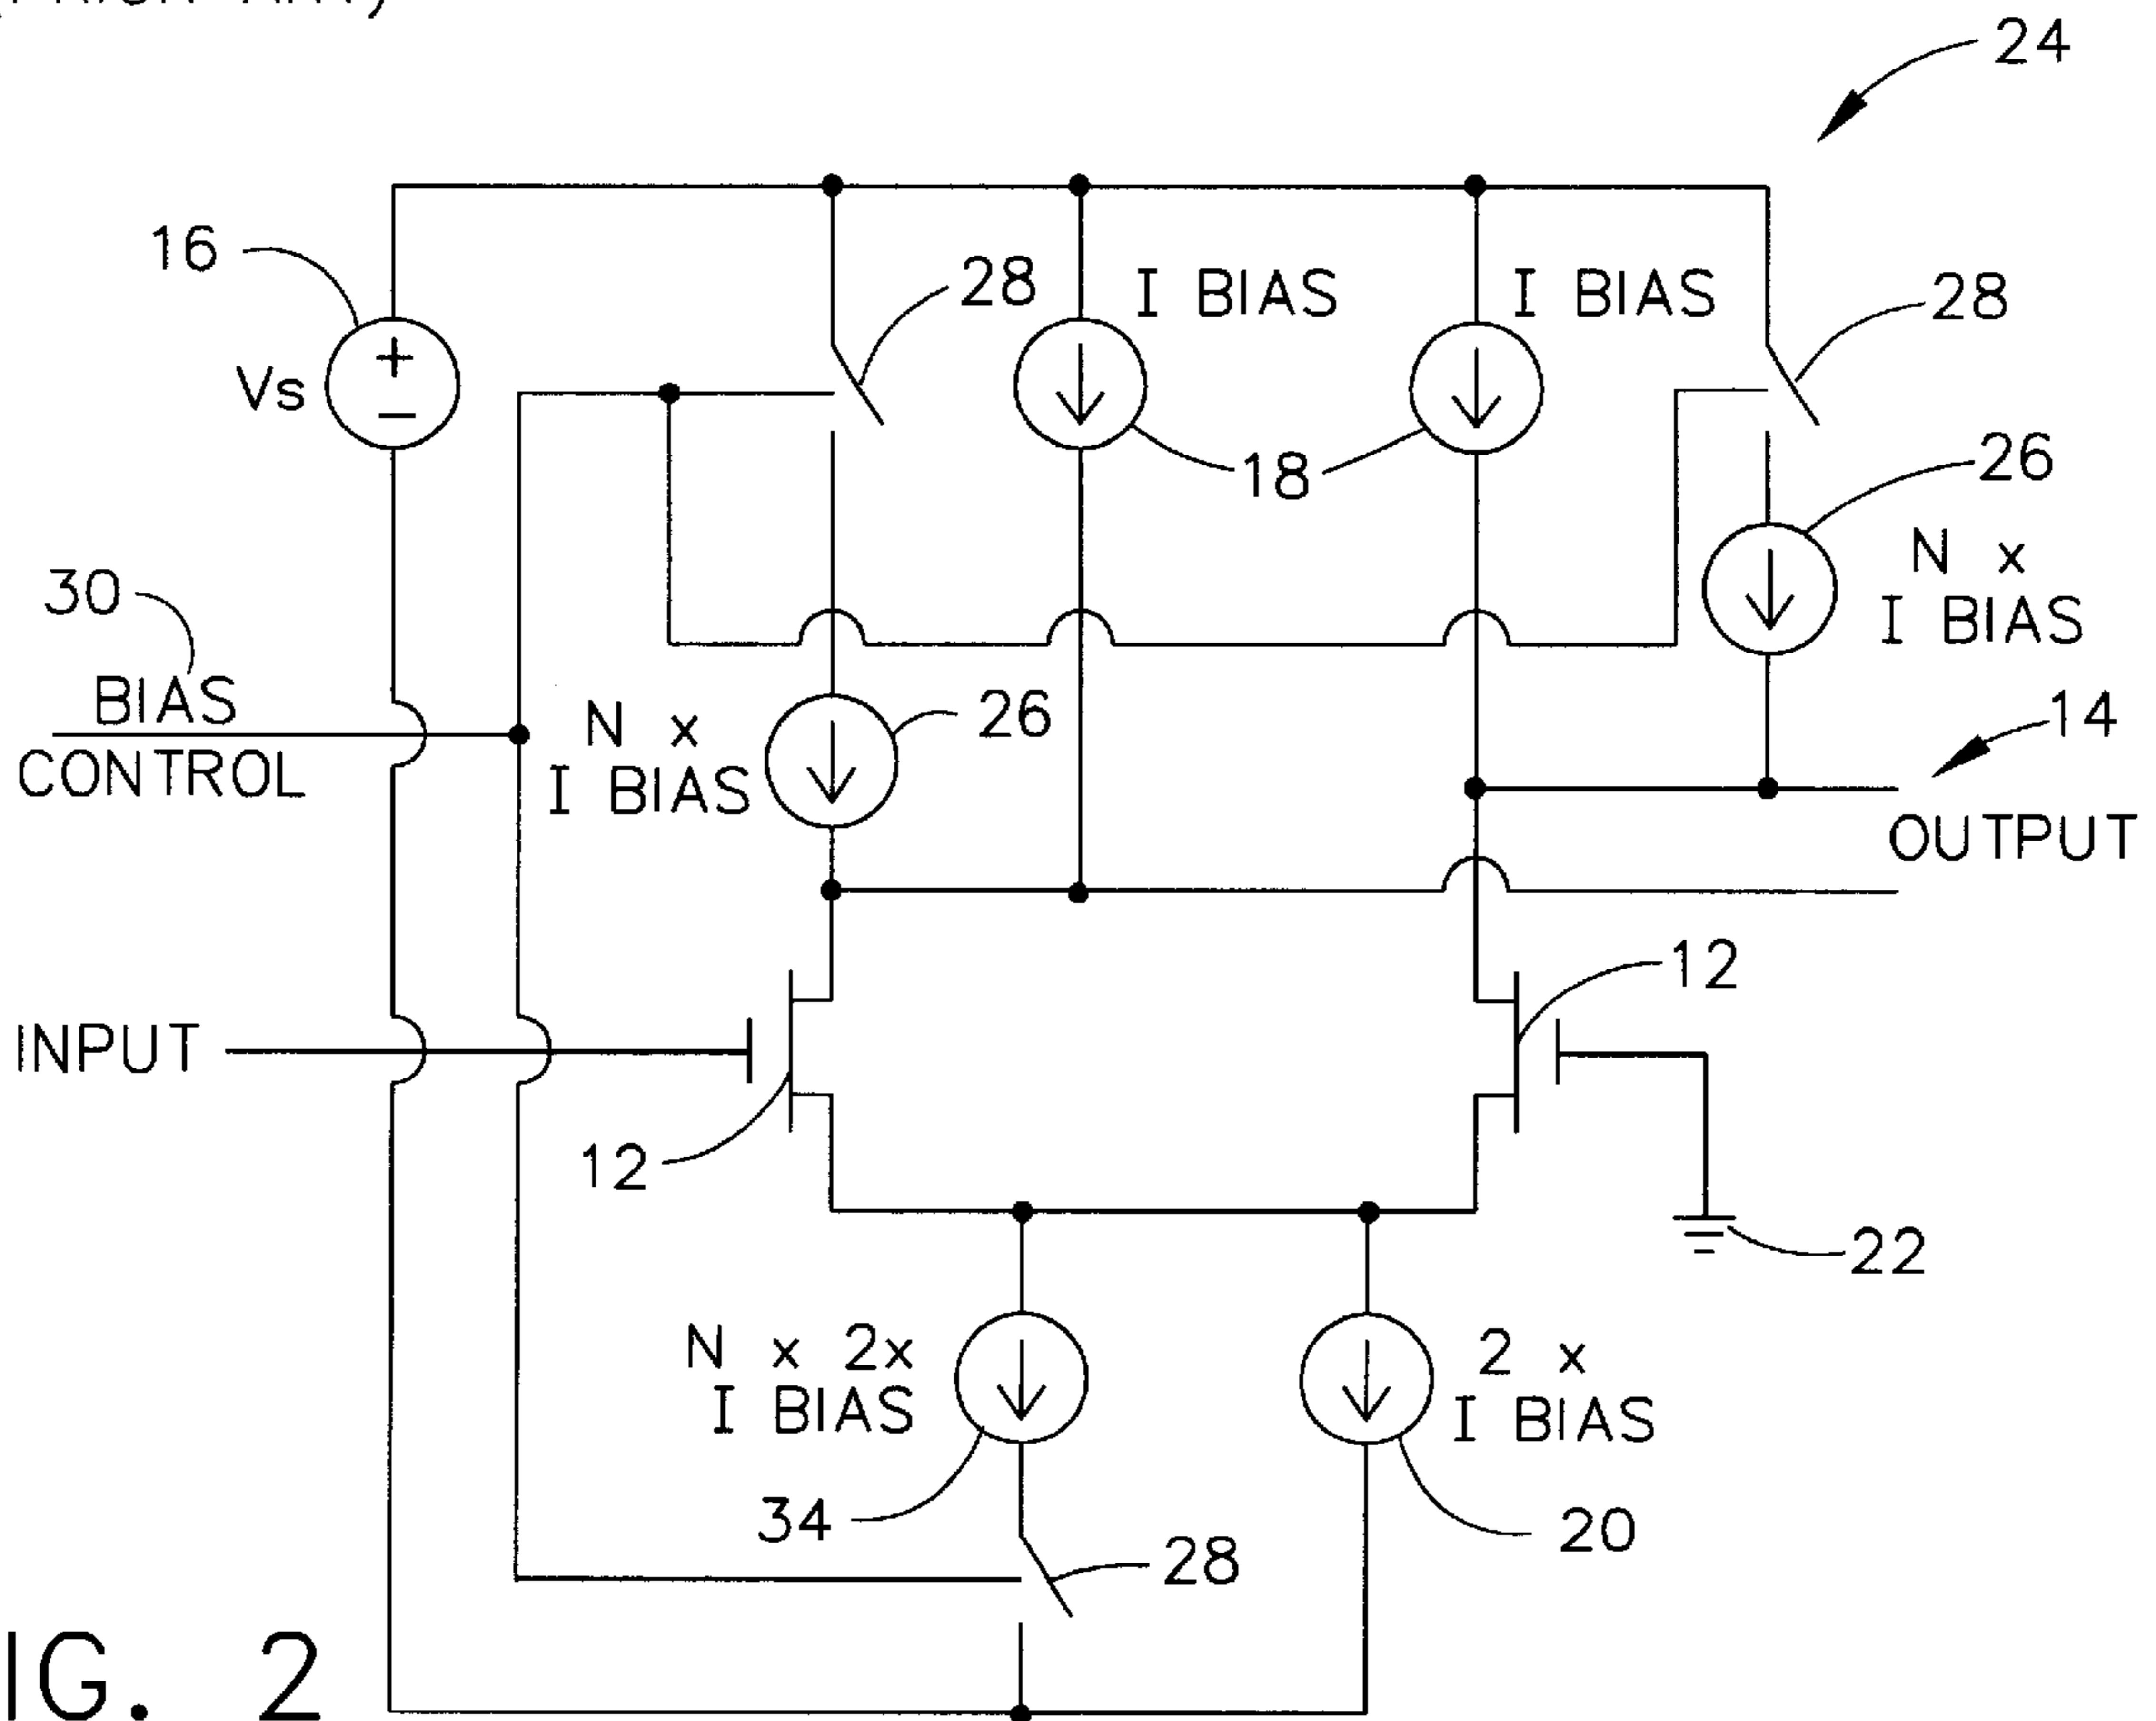 24
16
28
I BIAS
I BIAS
28
+
Vs
−
18
26
N x
I BIAS
30
BIAS
CONTROL
N x
I BIAS
26
14
OUTPUT
12
INPUT
12
22
N x 2x
I BIAS
2 x
I BIAS
34
20
28
IG. 2